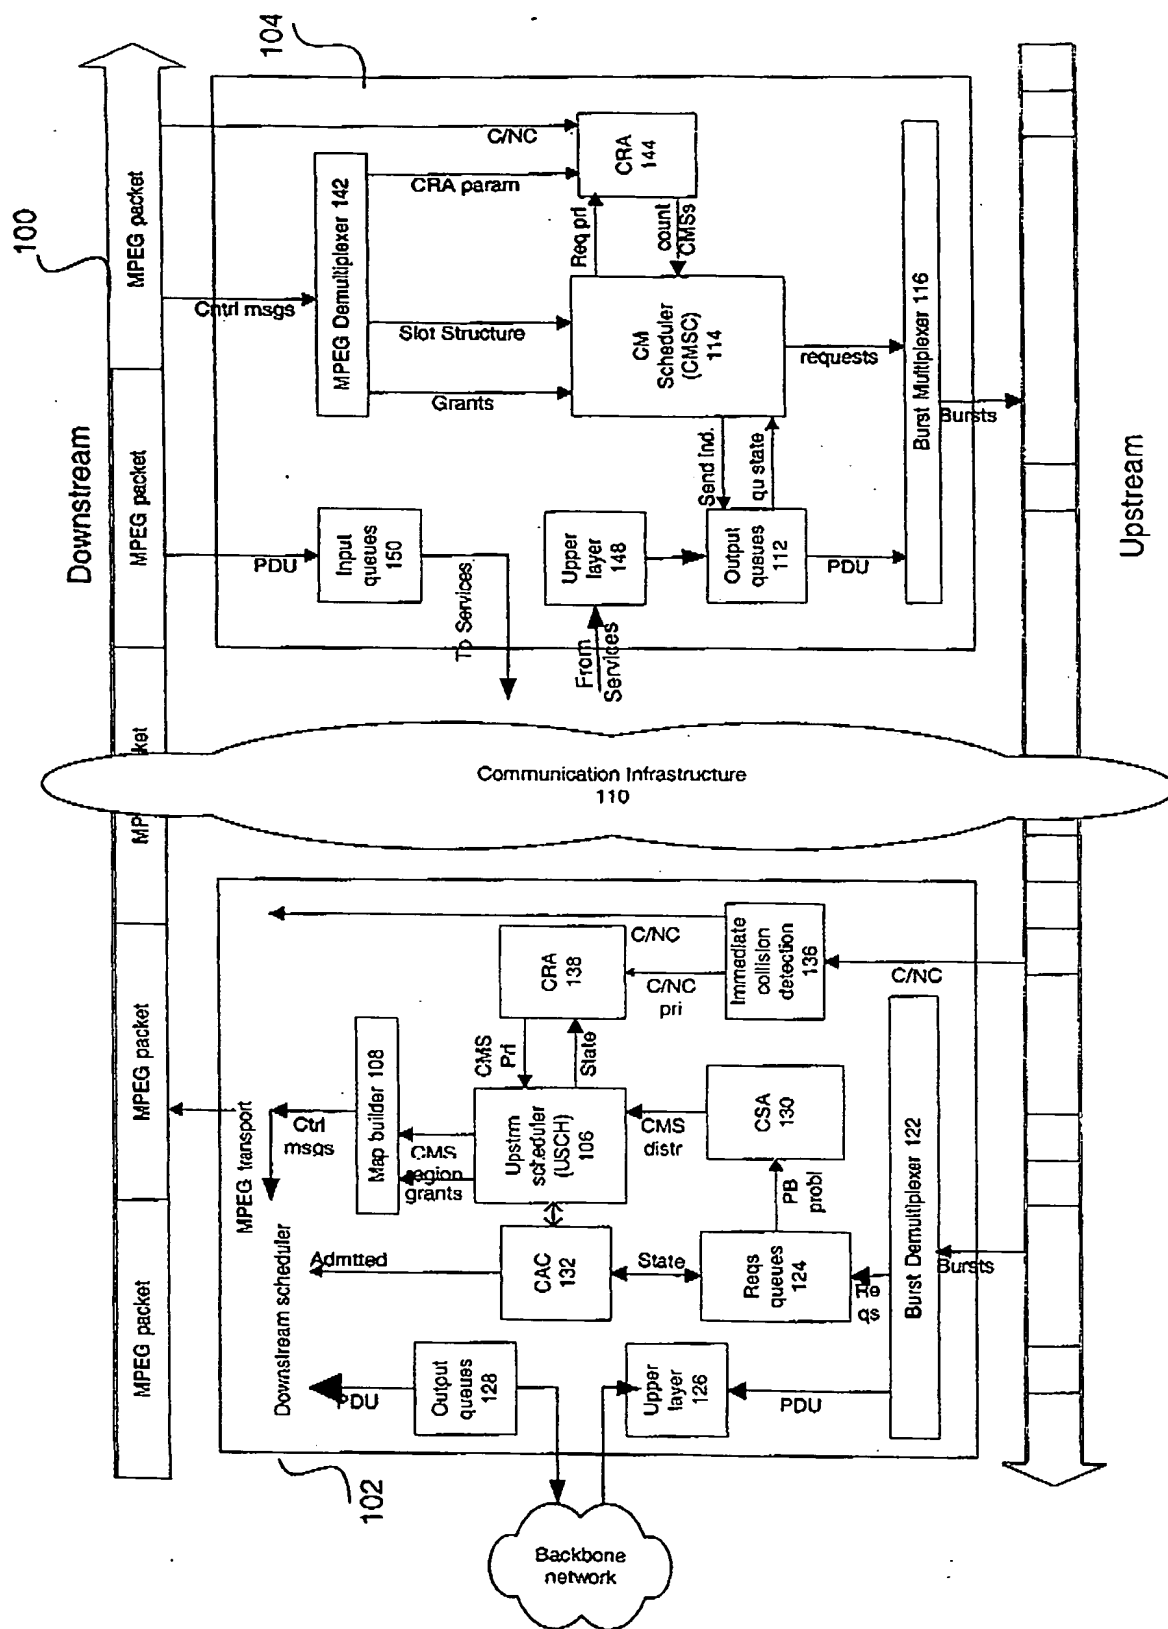 100
Downstream
MPEG packet
MPEG packet
MPEG packet
MP
ket
MPEG packet
MPEG packet
102
Downstream scheduler
MPEG transport
PDU
Admtted
Ctrl
msgs
C/NC
Output
queues
128
CAC
132
Map builder 108
CMS
region
grants
CMS
Pri
State
CRA
138
Upstrm
scheduler
(USCH)
106
C/NC
pri
Upper
layer
126
State
Reqs
queues
124
PB
probl
CMS
distr
CSA
130
Immediate
collision
detection
136
PDU
Re
qs
C/NC
Burst Demultiplexer 122
Bursts
Backbone
network
Communication Infrastructure
110
104
PDU
Cntrl msgs
C/NC
Input
queues
150
MPEG Demultiplexer 142
To Services
Grants
Slot Structure
CRA param
CRA
144
Req pri
count
CMSs
From
Services
Upper
layer
148
CM
Scheduler
(CMSC)
114
Send Ind.
qu state
Output
queues
112
PDU
requests
Burst Multiplexer 116
Bursts
Upstream